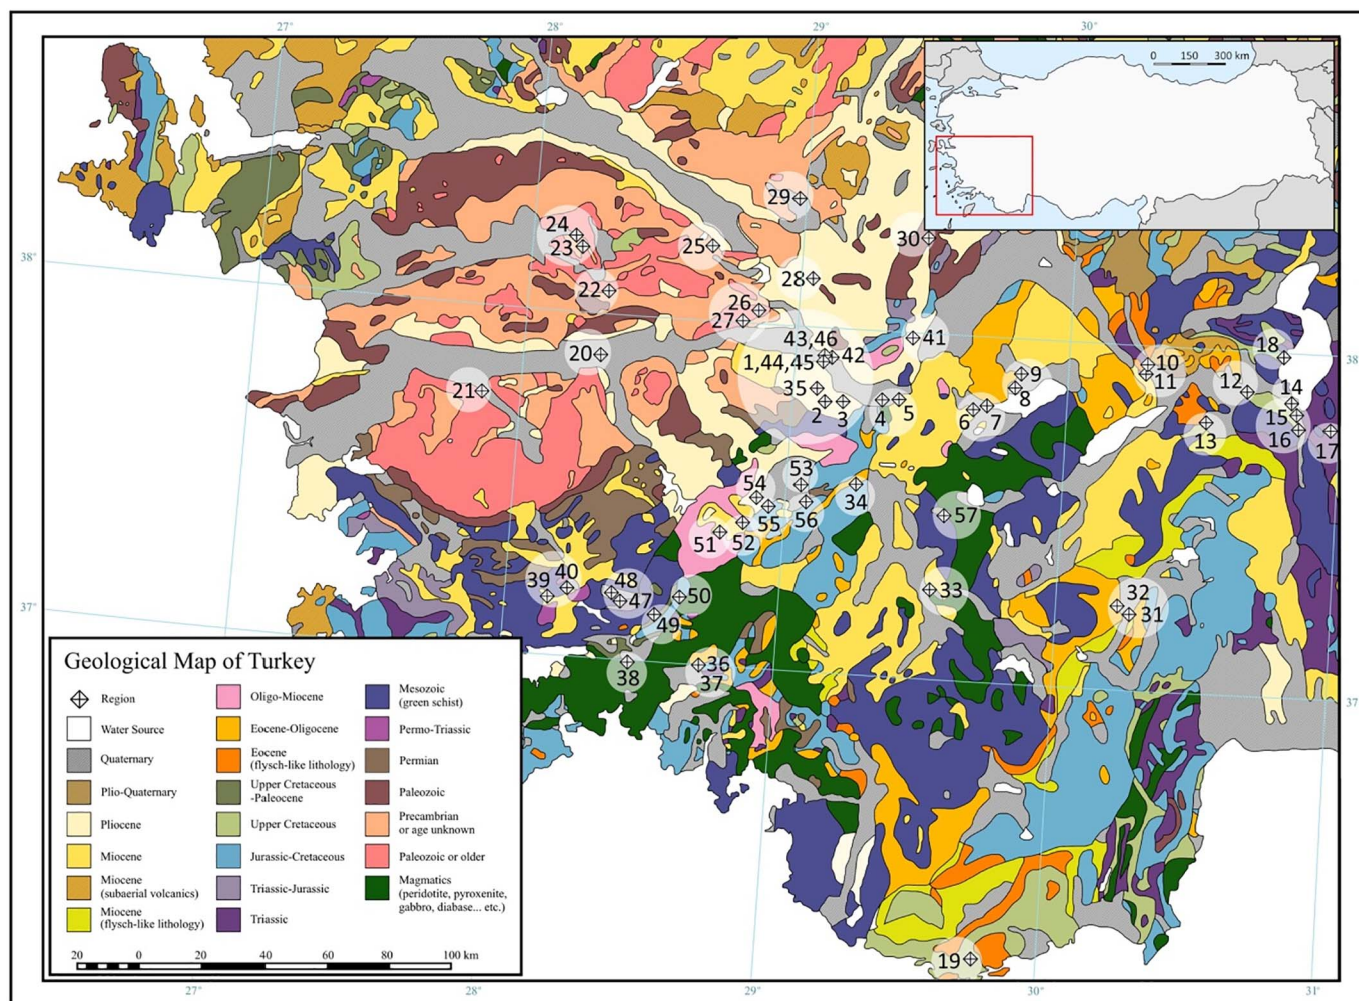 27°
28°
29°
30°
0 150 300 km
29
24
23
25
30
38°
22
28
26
27
43,46
42
41
1,44,45
20
18
38°
10
11
9
8
12
14
21
35
2
3
4
5
6
7
15
16
13
17
53
54
34
55
56
57
51
52
39
40
48
47
50
49
33
32
31
37°
36
37
38
37°
19
Geological Map of Turkey
Region
Water Source
Quaternary
Plio-Quaternary
Pliocene
Miocene
Miocene
(subaerial volcanics)
Miocene
(flysch-like lithology)
Oligo-Miocene
Eocene-Oligocene
Eocene
(flysch-like lithology)
Upper Cretaceous
-Paleocene
Upper Cretaceous
Jurassic-Cretaceous
Triassic-Jurassic
Triassic
Mesozoic
(green schist)
Permo-Triassic
Permian
Paleozoic
Precambrian
or age unknown
Paleozoic or older
Magmatics
(peridotite, pyroxenite,
gabbro, diabase... etc.)
20 0 20 40 60 80 100 km
27°
28°
29°
30°
31°